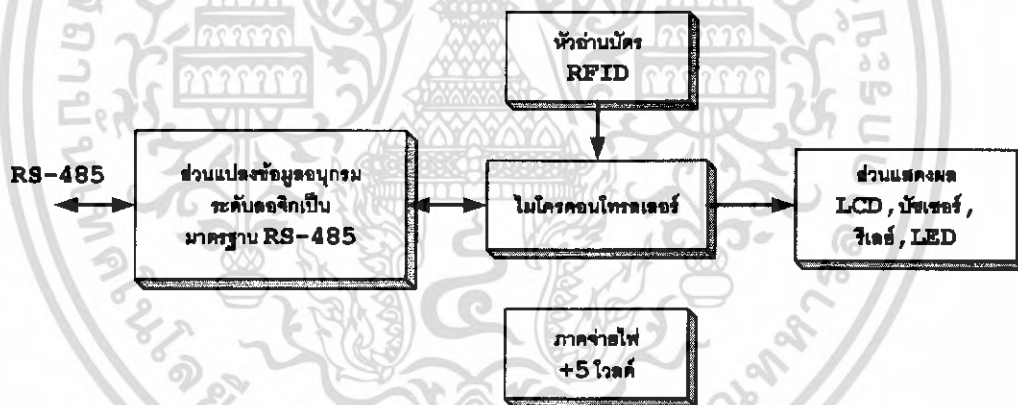 หัวอ่านบัตร
RFID
RS-485
ส่วนแปลงข้อมูลอนุกรม
ระดับลอจิกเป็น
มาตรฐาน RS-485
ไมโครคอนโทรลเลอร์
ส่วนแสดงผล
LCD, บัซเซอร์,
รีเลย์, LED
ภาคจ่ายไฟ
+5 โวลต์